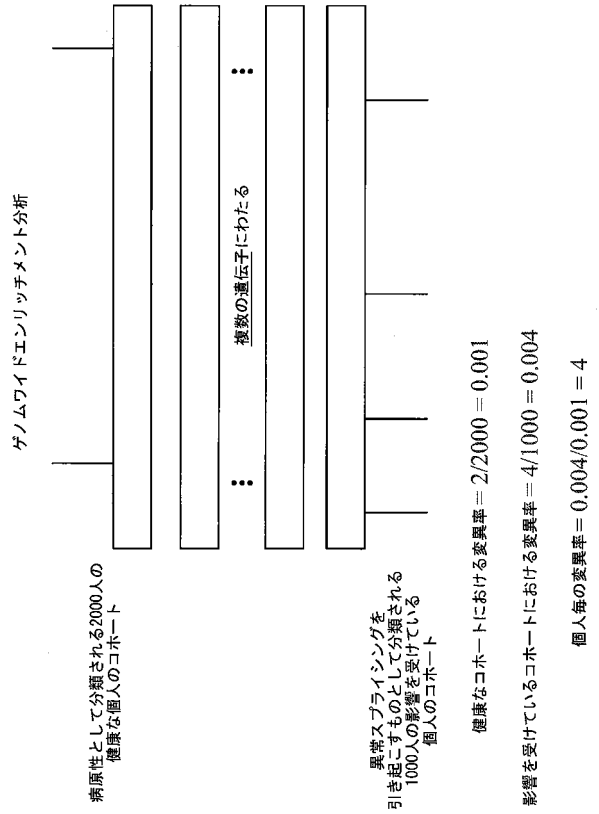 ゲノムワイドエンリッチメント分析
病原性として分類される2000人の
健康な個人のコホート
複数の遺伝子にわたる
異常スプライシングを
引き起こすものとして分類される
1000人の影響を受けている
個人のコホート
健康なコホートにおける変異率＝2/2000 = 0.001
影響を受けているコホートにおける変異率＝4/1000 = 0.004
個人毎の変異率＝0.004/0.001 = 4